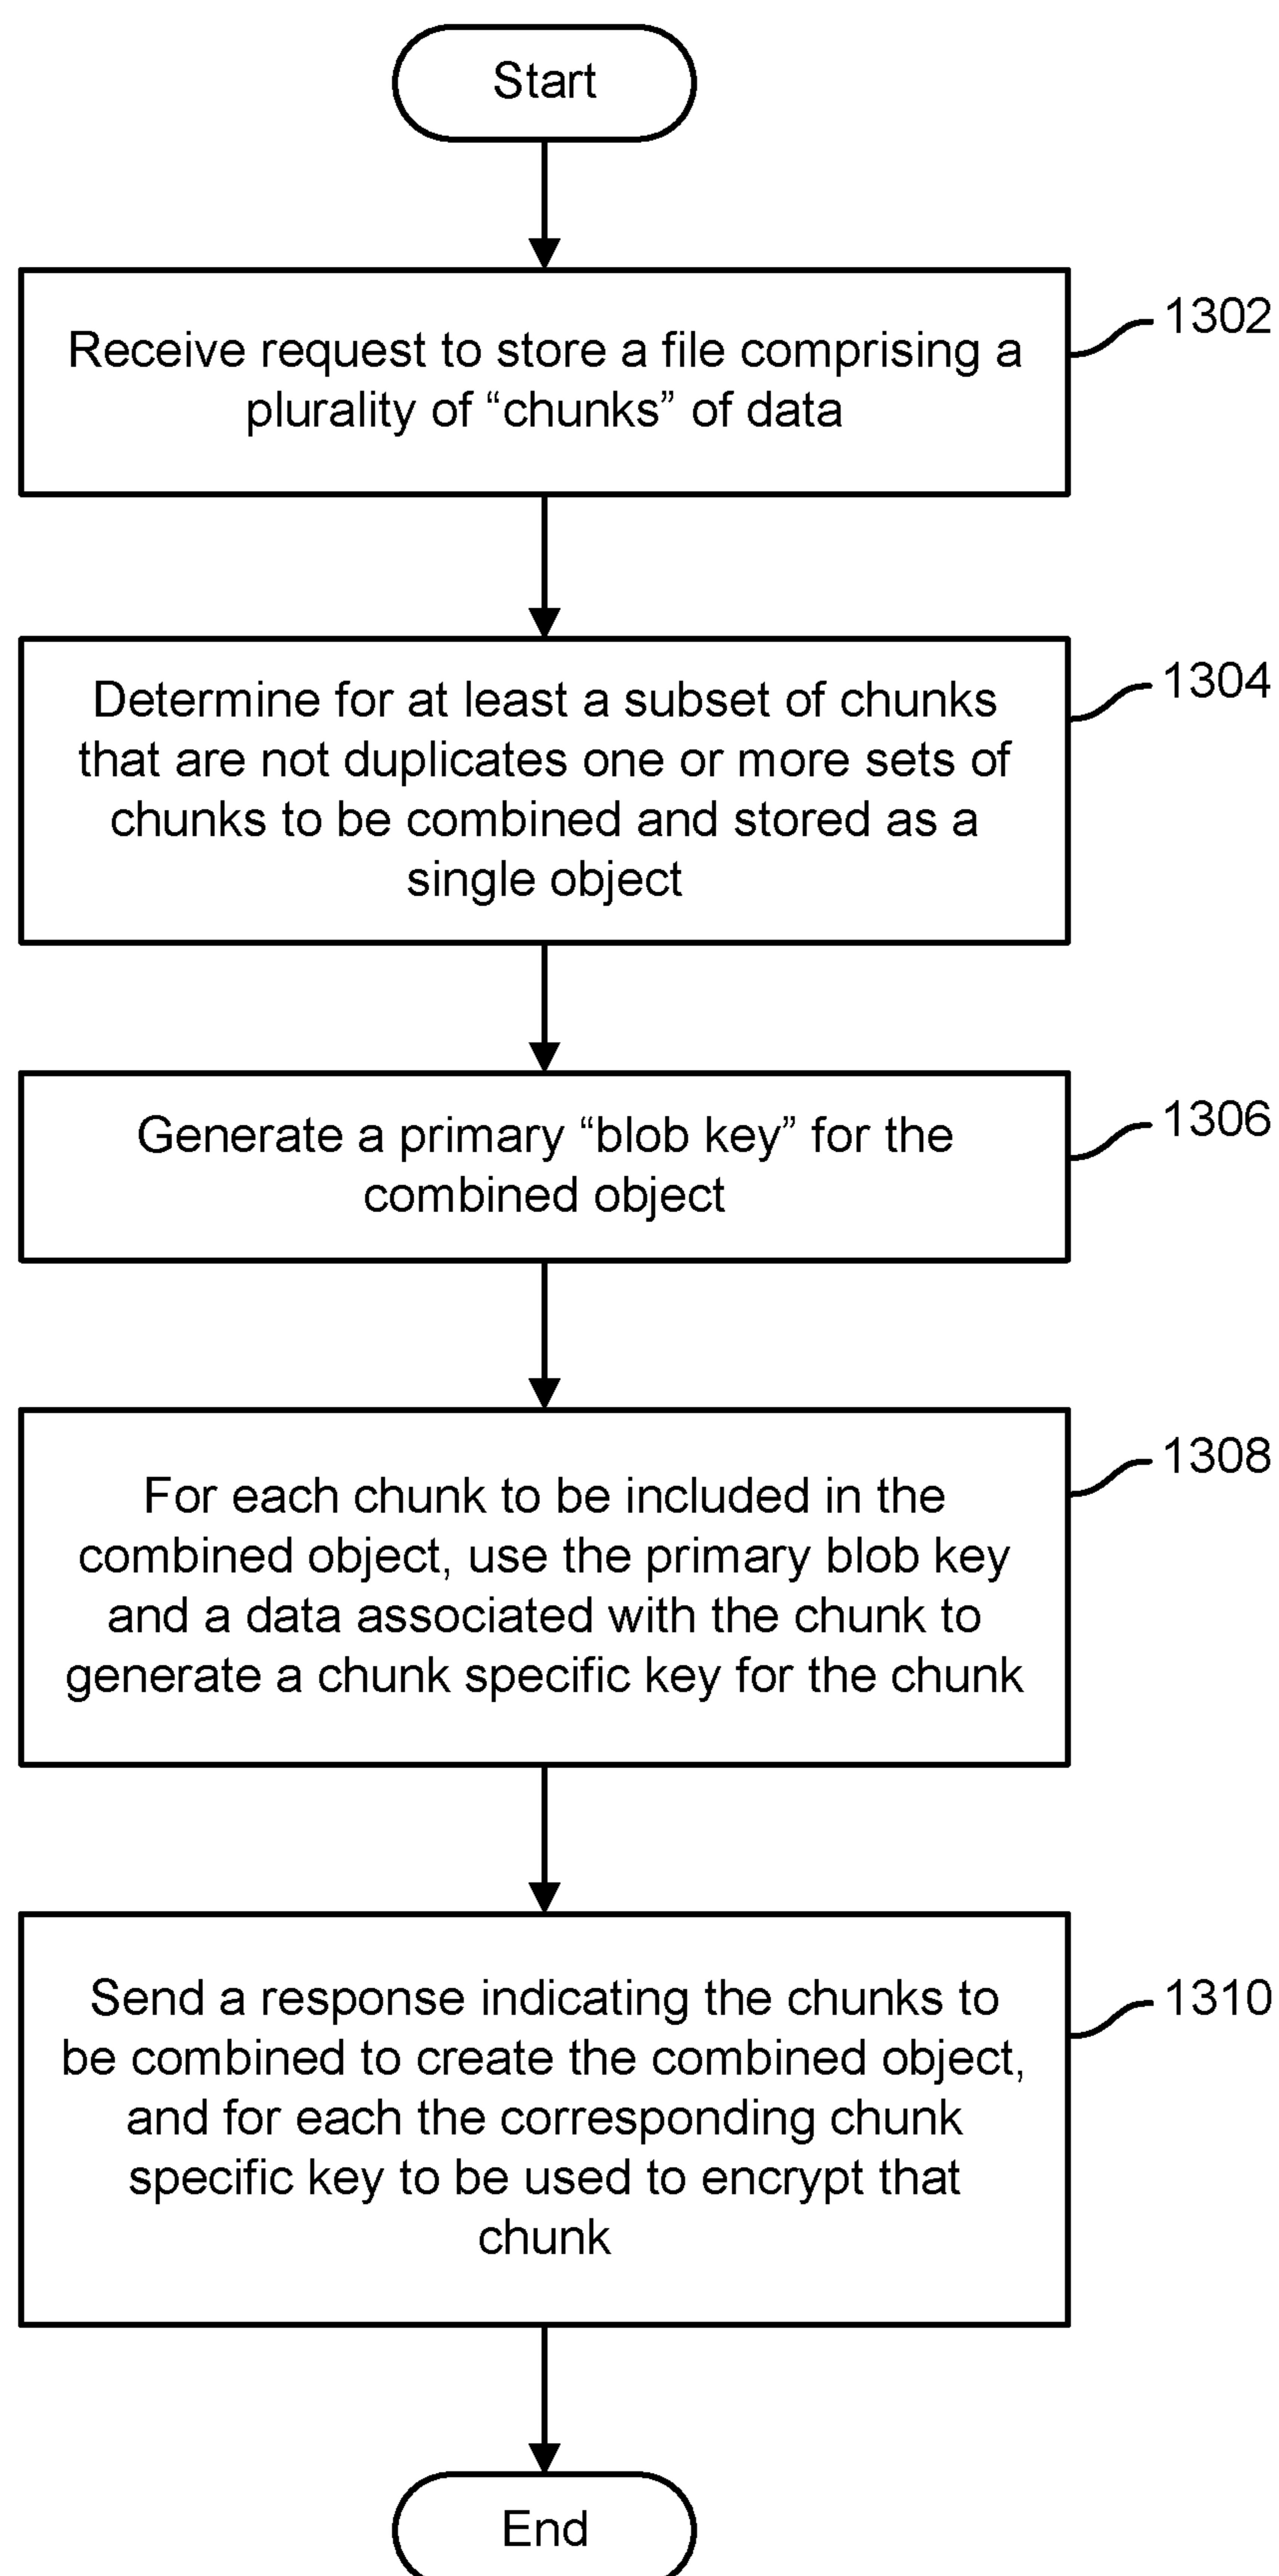 Start
Receive request to store a file comprising a
plurality of “chunks” of data
1302
Determine for at least a subset of chunks
that are not duplicates one or more sets of
chunks to be combined and stored as a
single object
1304
Generate a primary “blob key” for the
combined object
1306
For each chunk to be included in the
combined object, use the primary blob key
and a data associated with the chunk to
generate a chunk specific key for the chunk
1308
Send a response indicating the chunks to
be combined to create the combined object,
and for each the corresponding chunk
specific key to be used to encrypt that
chunk
1310
End